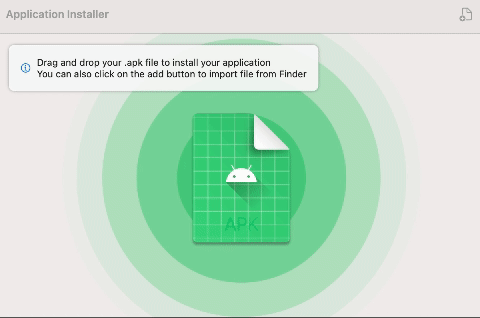 Application Installer
Drag and drop your .apk file to install your application
You can also click on the add button to import file from Finder
APK